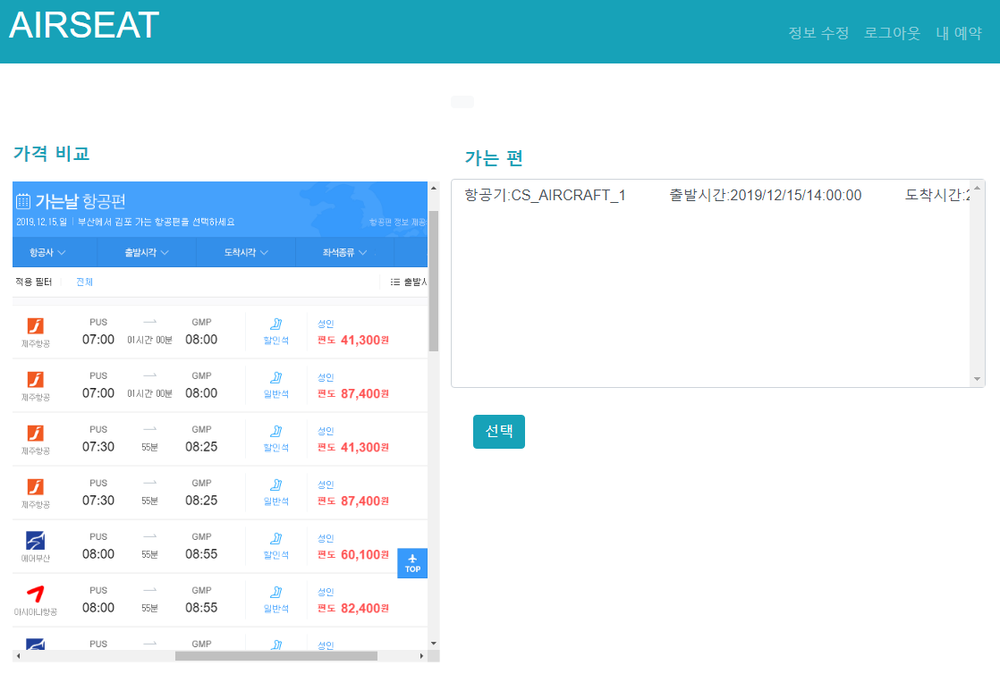 AIRSEAT
정보 수정 로그아웃 내 예약
가격 비교
가는날 항공편
2019.12.15.일 | 부산에서 김포 가는 항공편을 선택하세요
항공편 정보 제공
항공사 출발시각 도착시각 좌석종류
적용 필터 전체 출발시
PUS GMP 성인
제주항공 07:00 01시간 00분 08:00 할인석 편도 41,300원
PUS GMP 성인
제주항공 07:00 01시간 00분 08:00 일반석 편도 87,400원
PUS GMP 성인
제주항공 07:30 55분 08:25 할인석 편도 41,300원
PUS GMP 성인
제주항공 07:30 55분 08:25 일반석 편도 87,400원
PUS GMP 성인
에어부산 08:00 55분 08:55 할인석 편도 60,100원
TOP
PUS GMP 성인
아시아나항공 08:00 55분 08:55 일반석 편도 82,400원
PUS GMP 성인
가는 편
항공기:CS_AIRCRAFT_1 출발시간:2019/12/15/14:00:00 도착시간:2
선택